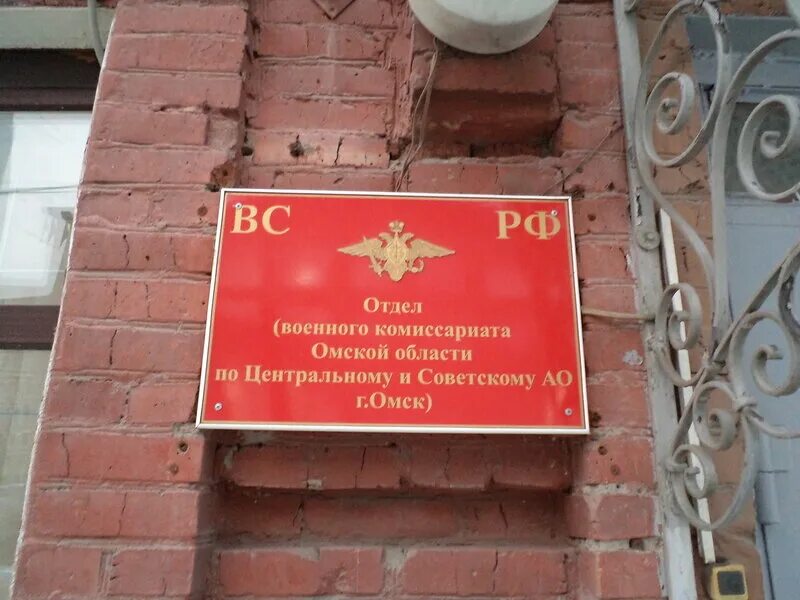 ВС РФ
Отдел
(военного комиссариата
Омской области
по Центральному и Советскому АО
г.Омск)